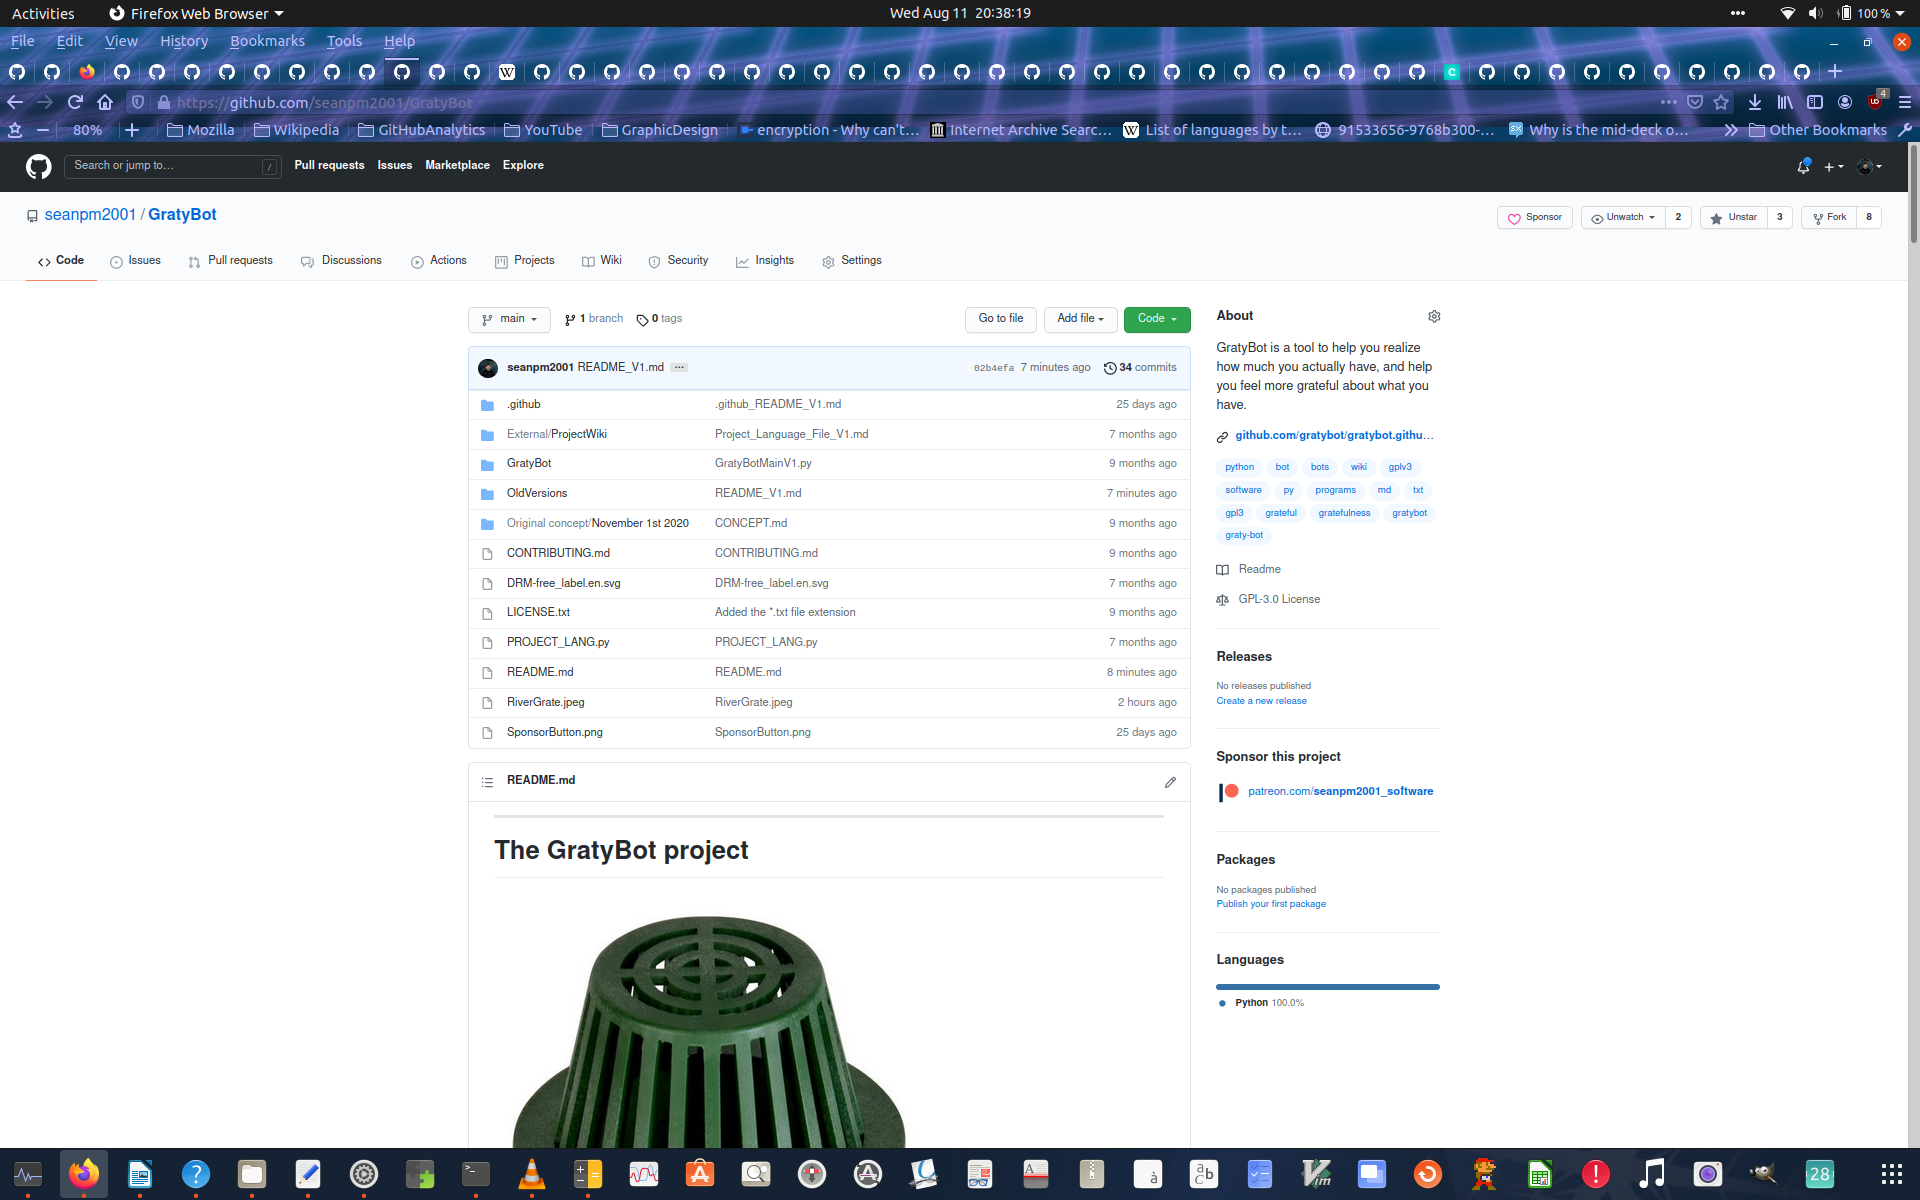 Activities
Firefox Web Browser
Wed Aug 11 20:38:19
100 %
File Edit View History Bookmarks Tools Help
https://github.com/seanpm2001/GratyBot
4
80%
Mozilla
Wikipedia
GitHubAnalytics
YouTube
GraphicDesign
encryption - Why can't…
Internet Archive Searc…
List of languages by t…
91533656-9768b300-…
Why is the mid-deck o…
Other Bookmarks
Search or jump to…
/
Pull requests Issues Marketplace Explore
seanpm2001 / GratyBot
Sponsor
Unwatch 2
Unstar 3
Fork 8
Code
Issues
Pull requests
Discussions
Actions
Projects
Wiki
Security
Insights
Settings
main
1 branch
0 tags
Go to file
Add file
Code
seanpm2001 README_V1.md ...
02b4efa 7 minutes ago 34 commits
.github .github_README_V1.md 25 days ago
External/ProjectWiki Project_Language_File_V1.md 7 months ago
GratyBot GratyBotMainV1.py 9 months ago
OldVersions README_V1.md 7 minutes ago
Original concept/November 1st 2020 CONCEPT.md 9 months ago
CONTRIBUTING.md CONTRIBUTING.md 9 months ago
DRM-free_label.en.svg DRM-free_label.en.svg 7 months ago
LICENSE.txt Added the *.txt file extension 9 months ago
PROJECT_LANG.py PROJECT_LANG.py 7 months ago
README.md README.md 8 minutes ago
RiverGrate.jpeg RiverGrate.jpeg 2 hours ago
SponsorButton.png SponsorButton.png 25 days ago
README.md
The GratyBot project
About
GratyBot is a tool to help you realize
how much you actually have, and help
you feel more grateful about what you
have.
github.com/gratybot/gratybot.githu…
python bot bots wiki gplv3
software py programs md txt
gpl3 grateful gratefulness gratybot
graty-bot
Readme
GPL-3.0 License
Releases
No releases published
Create a new release
Sponsor this project
patreon.com/seanpm2001_software
Packages
No packages published
Publish your first package
Languages
Python 100.0%
28